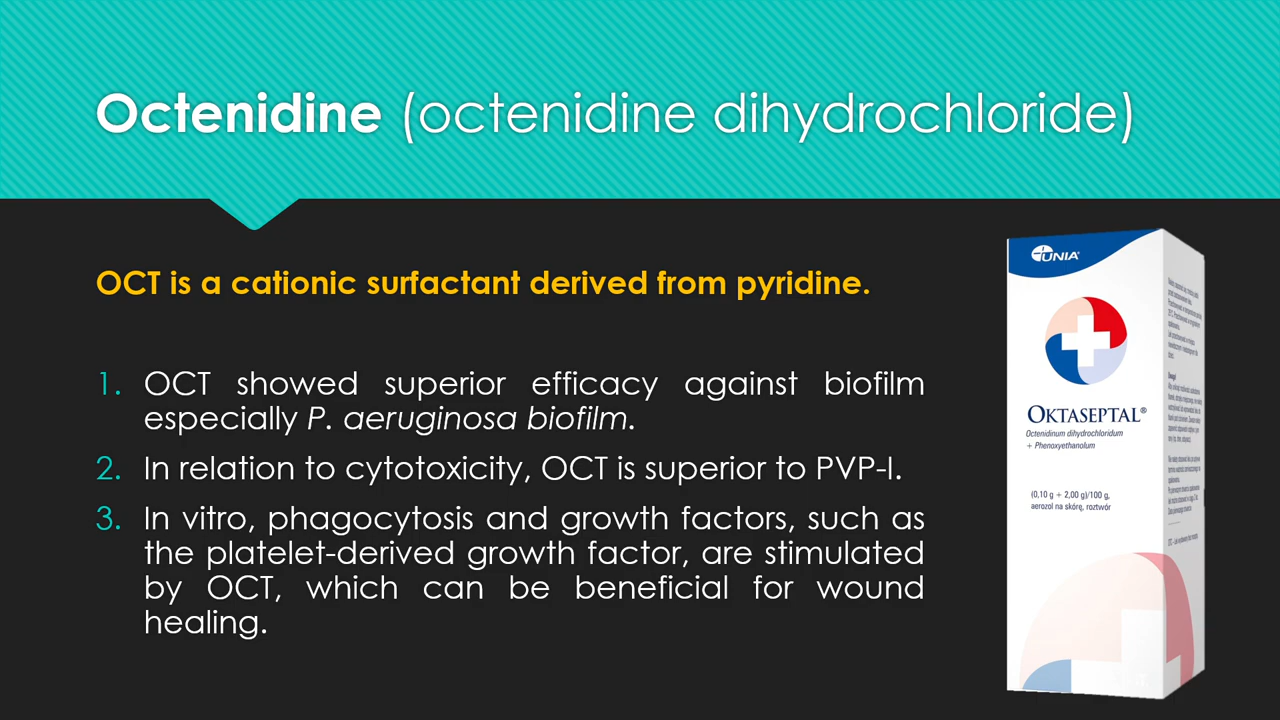 Octenidine (octenidine dihydrochloride)
OCT is a cationic surfactant derived from pyridine.
1. OCT showed superior efficacy against biofilm
especially P. aeruginosa biofilm.
2. In relation to cytotoxicity, OCT is superior to PVP-I.
3. In vitro, phagocytosis and growth factors, such as
the platelet-derived growth factor, are stimulated
by OCT, which can be beneficial for wound
healing.
UNIA®
OKTASEPTAL®
Octenidinum dihydrochloridum
+ Phenoxyethanolum
(0,10 g + 2,00 g)/100 g,
aerozol na skórę, roztwór